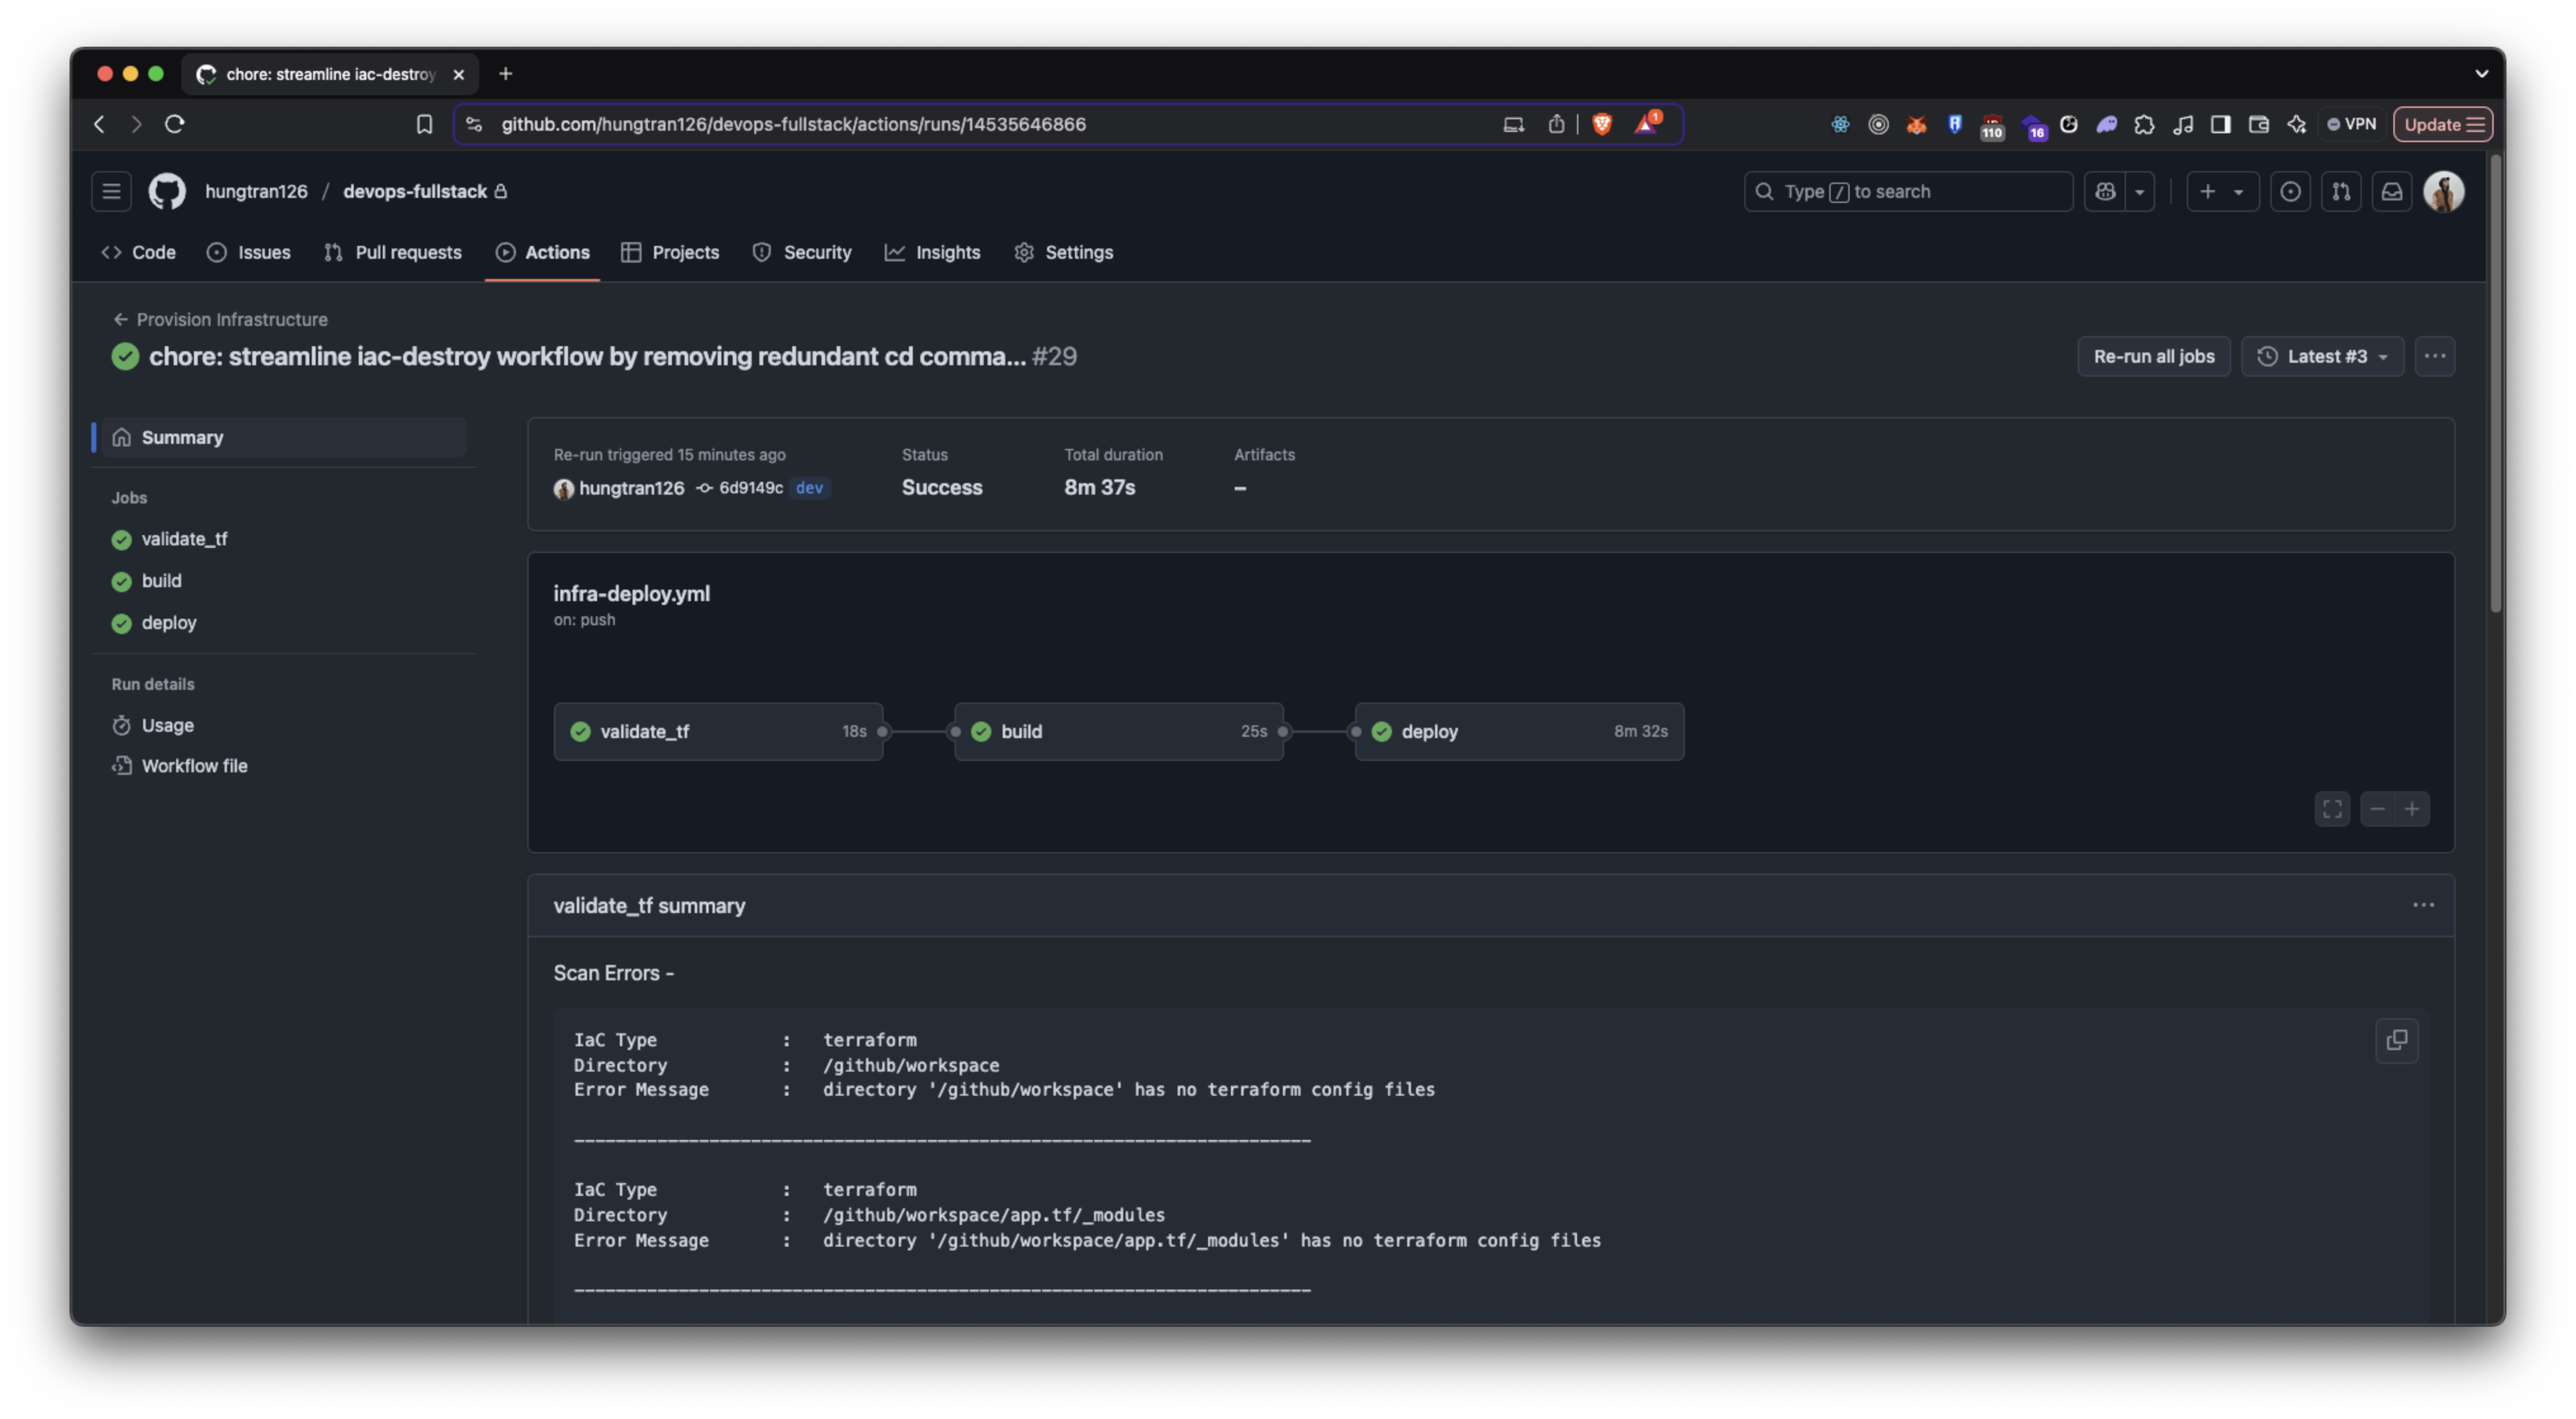 chore: streamline iac-destroy
github.com/hungtran126/devops-fullstack/actions/runs/14535646866
1
110
16
VPN
Update
hungtran126 / devops-fullstack
Type / to search
Code
Issues
Pull requests
Actions
Projects
Security
Insights
Settings
← Provision Infrastructure
chore: streamline iac-destroy workflow by removing redundant cd comma... #29
Re-run all jobs
Latest #3
Summary
Jobs
validate_tf
build
deploy
Run details
Usage
Workflow file
Re-run triggered 15 minutes ago
hungtran126 6d9149c dev
Status
Success
Total duration
8m 37s
Artifacts
–
infra-deploy.yml
on: push
validate_tf 18s
build 25s
deploy 8m 32s
validate_tf summary
Scan Errors -
IaC Type : terraform
Directory : /github/workspace
Error Message : directory '/github/workspace' has no terraform config files
-----------------------------------------------------------------------
IaC Type : terraform
Directory : /github/workspace/app.tf/_modules
Error Message : directory '/github/workspace/app.tf/_modules' has no terraform config files
-----------------------------------------------------------------------